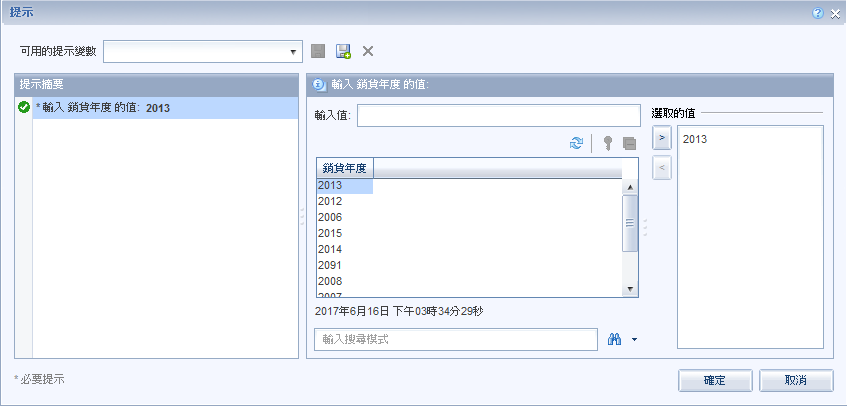 提示
可用的提示變數
提示摘要
* 輸入 銷貨年度 的值: 2013
輸入 銷貨年度 的值:
輸入值:
選取的值
>
<
2013
銷貨年度
2013
2012
2006
2015
2014
2091
2008
2007
2017年6月16日 下午03時34分29秒
輸入搜尋模式
* 必要提示
確定
取消